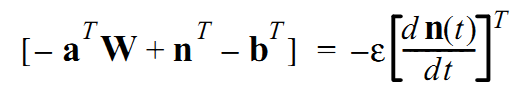 [− a^T W + n^T − b^T] = −ε[d n(t)/dt]^T